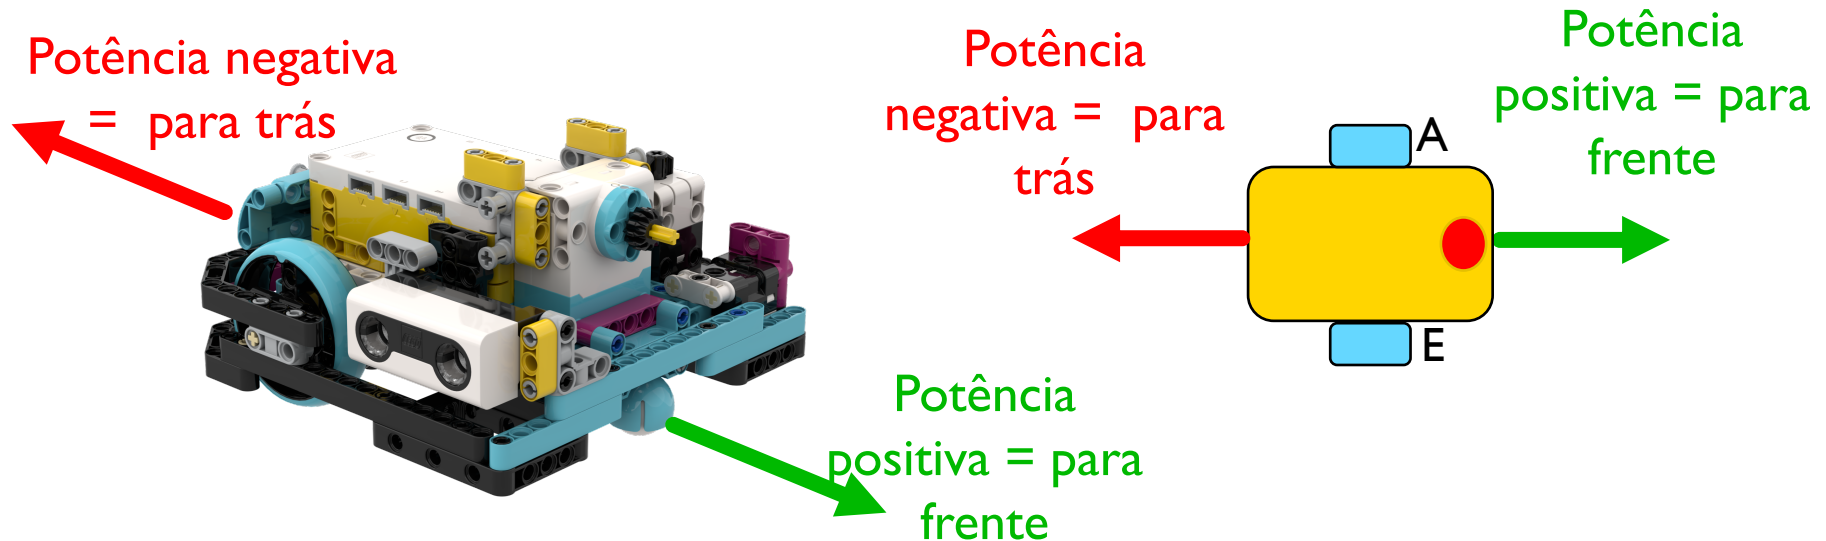 Potência negativa
= para trás
Potência
negativa = para
trás
Potência
positiva = para
frente
A
E
Potência
positiva = para
frente